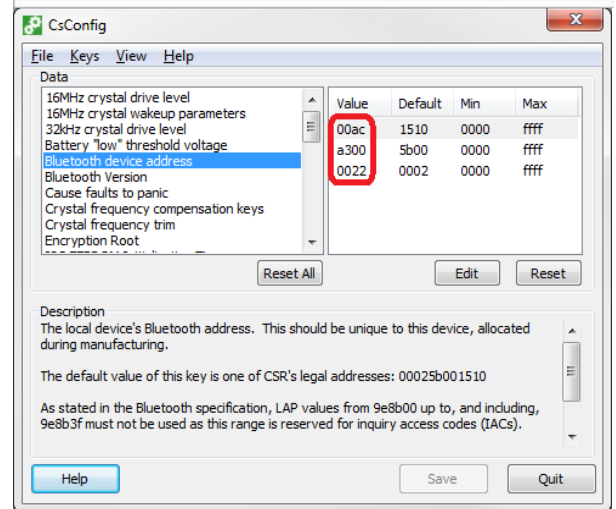 CsConfig
File Keys View Help
Data
16MHz crystal drive level
16MHz crystal wakeup parameters
32kHz crystal drive level
Battery "low" threshold voltage
Bluetooth device address
Bluetooth Version
Cause faults to panic
Crystal frequency compensation keys
Crystal frequency trim
Encryption Root
Value Default Min Max
00ac 1510 0000 ffff
a300 5b00 0000 ffff
0022 0002 0000 ffff
Reset All Edit Reset
Description
The local device's Bluetooth address. This should be unique to this device, allocated
during manufacturing.
The default value of this key is one of CSR's legal addresses: 00025b001510
As stated in the Bluetooth specification, LAP values from 9e8b00 up to, and including,
9e8b3f must not be used as this range is reserved for inquiry access codes (IACs).
Help Save Quit